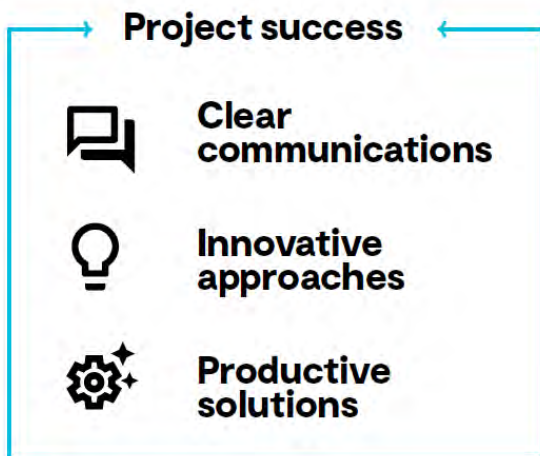 Project success
Clear
communications
Innovative
approaches
Productive
solutions